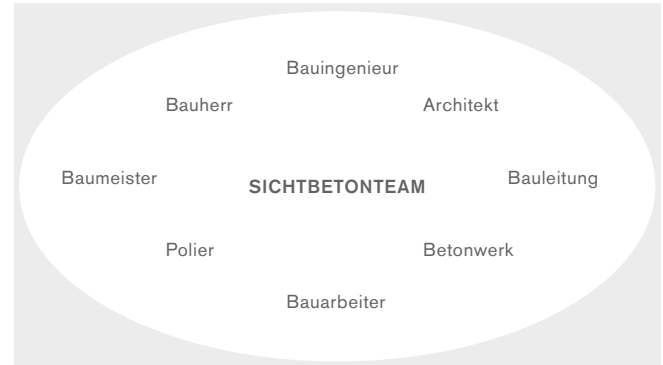 Bauingenieur
Bauherr
Architekt
Baumeister
SICHTBETONTEAM
Bauleitung
Polier
Betonwerk
Bauarbeiter